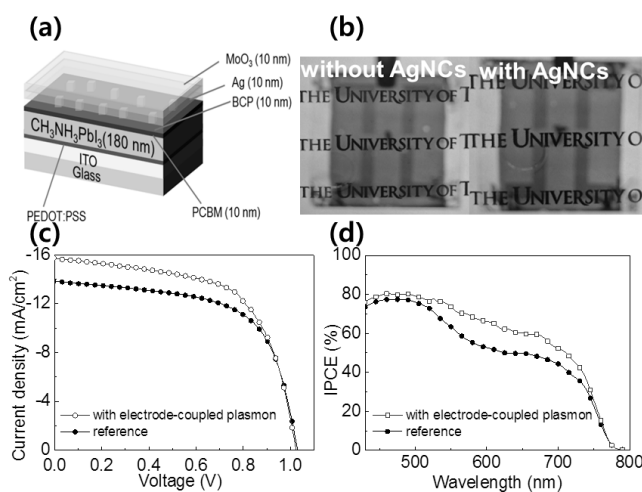 (a)
MoO₃ (10 nm)
Ag (10 nm)
BCP (10 nm)
CH₃NH₃PbI₃(180 nm)
ITO
Glass
PEDOT:PSS
PCBM (10 nm)
(b)
without AgNCs
with AgNCs
THE UNIVERSITY OF T
THE UNIVERSITY O
THE UNIVERSITY OF T
THE UNIVERSITY O
THE UNIVERSITY OF T
THE UNIVERSITY O
(c)
Current density (mA/cm²)
-16
-12
-8
-4
0
with electrode-coupled plasmon
reference
0.0 0.2 0.4 0.6 0.8 1.0
Voltage (V)
(d)
IPCE (%)
100
80
60
40
20
0
with electrode-coupled plasmon
reference
500 600 700 800
Wavelength (nm)